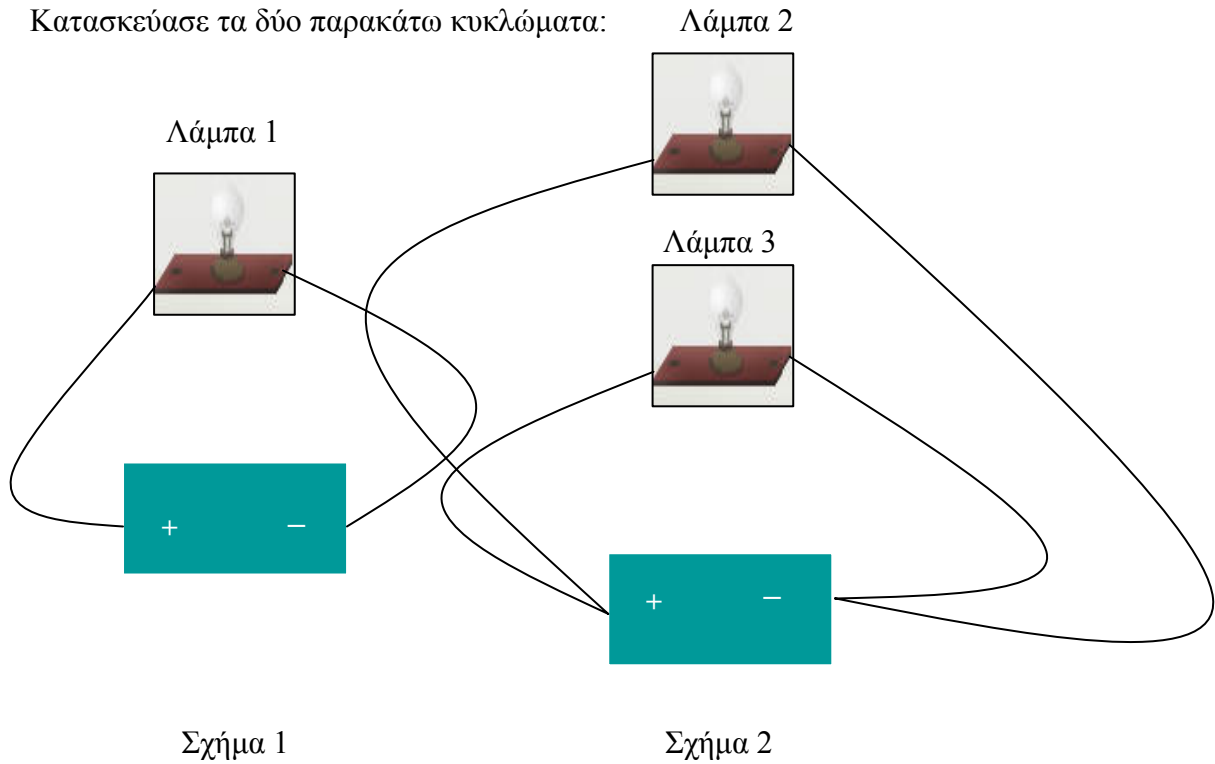 Κατασκεύασε τα δύο παρακάτω κυκλώματα:
Λάμπα 2
Λάμπα 1
Λάμπα 3
+ −
+ −
Σχήμα 1
Σχήμα 2